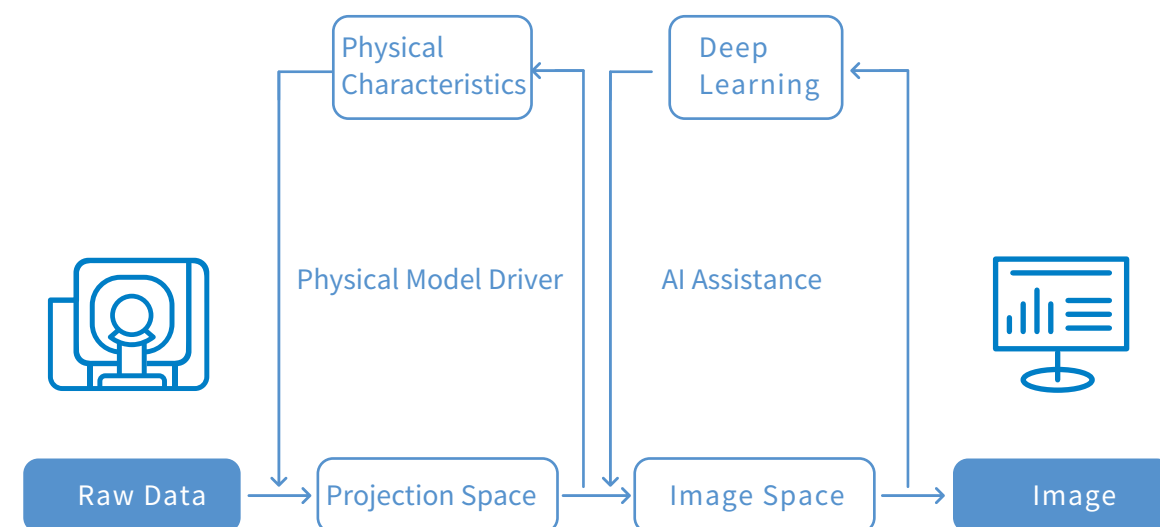 Physical
Characteristics
Deep
Learning
Physical Model Driver
AI Assistance
Raw Data
Projection Space
Image Space
Image